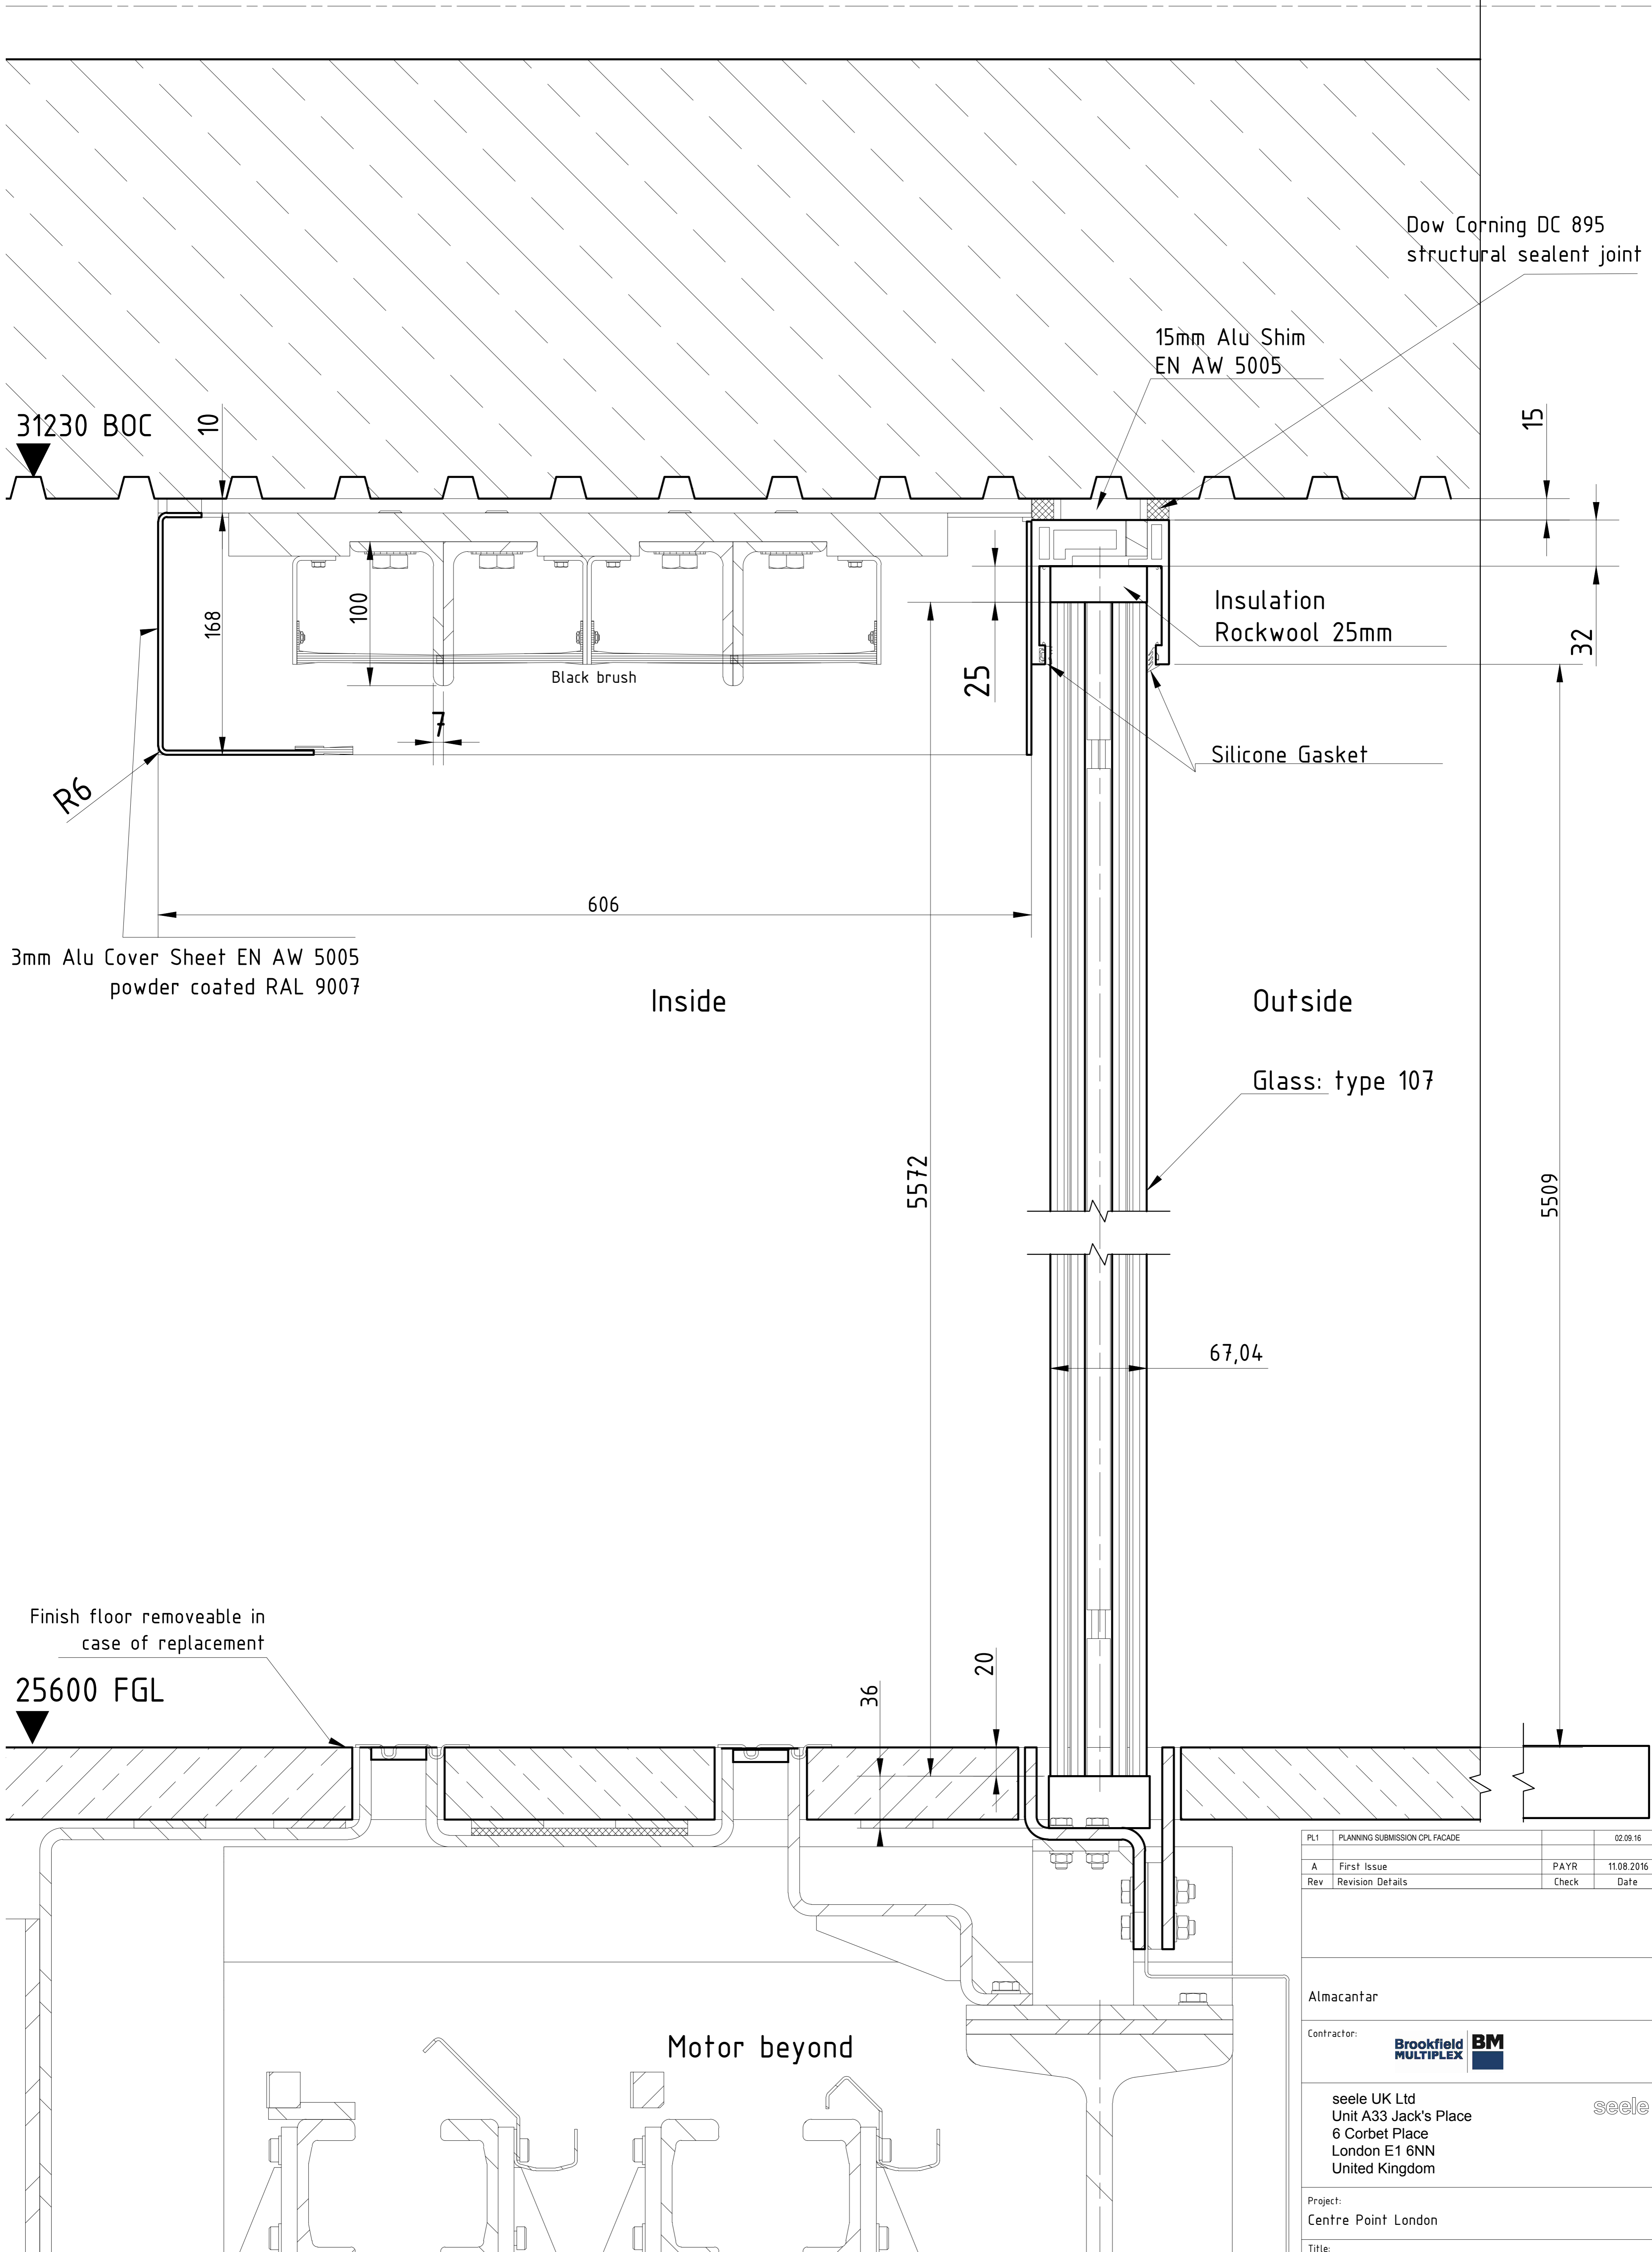 Dow Corning DC 895
structural sealent joint
15mm Alu Shim
EN AW 5005
31230 BOC
10
15
168
100
Insulation
Rockwool 25mm
32
25
Black brush
7
Silicone Gasket
R6
606
3mm Alu Cover Sheet EN AW 5005
powder coated RAL 9007
Inside
Outside
Glass: type 107
5572
5509
67,04
Finish floor removeable in
case of replacement
25600 FGL
20
36
PL1 PLANNING SUBMISSION CPL FACADE 02.09.16
A First Issue PAYR 11.08.2016
Rev Revision Details Check Date
Almacantar
Motor beyond
Contractor:
Brookfield BM
MULTIPLEX
seele UK Ltd
seele
Unit A33 Jack's Place
6 Corbet Place
London E1 6NN
United Kingdom
Project:
Centre Point London
Title: